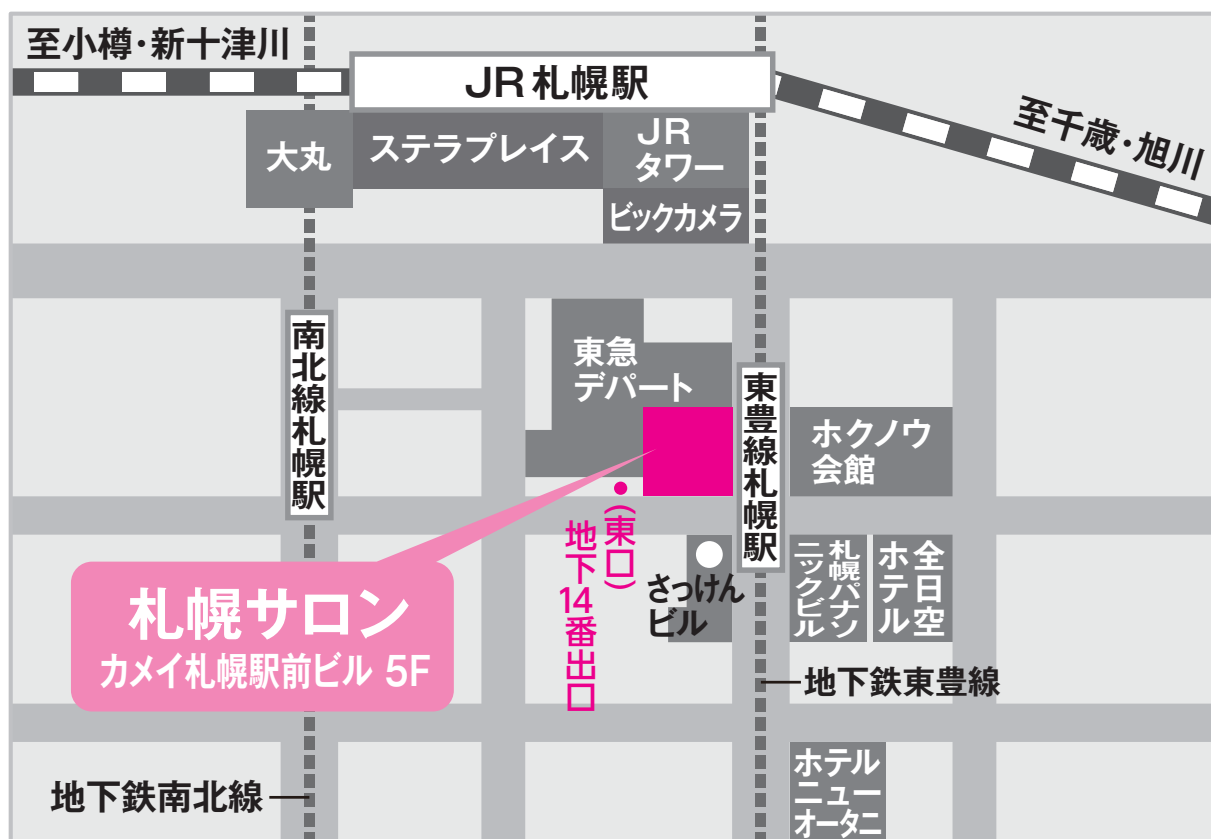 至小樽・新十津川
JR札幌駅
至千歳・旭川
大丸
ステラプレイス
JR
タワー
ビックカメラ
南北線札幌駅
東急
デパート
東豊線札幌駅
ホクノウ
会館
(東口)
地下14番出口
さっけん
ビル
札幌パナソ
ニックビル
全日空
ホテル
札幌サロン
カメイ札幌駅前ビル 5F
地下鉄東豊線
地下鉄南北線
ホテル
ニュー
オータニ